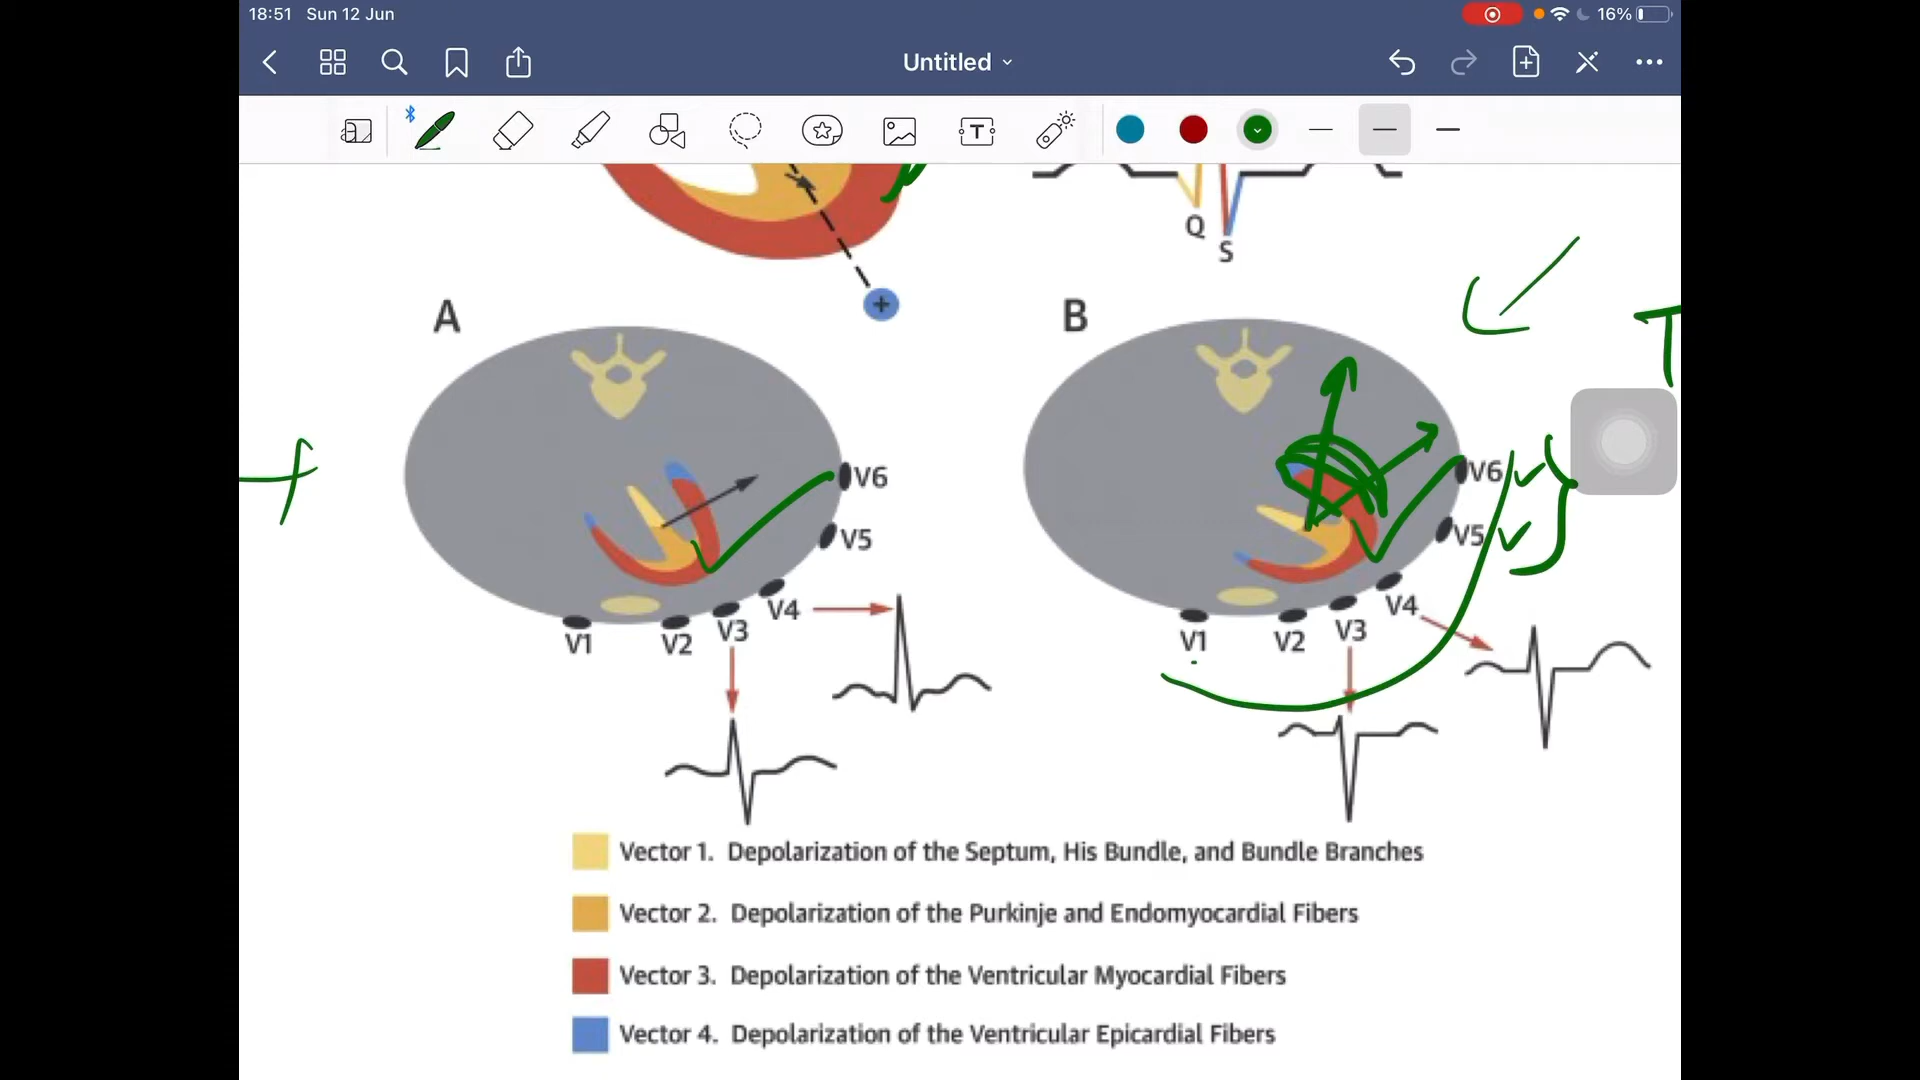 18:51 Sun 12 Jun
16%
Untitled
T
Q
S
A
B
T
V6
V6
V5
V5
V4
V4
V3
V3
V1
V2
V1
V2
Vector 1. Depolarization of the Septum, His Bundle, and Bundle Branches
Vector 2. Depolarization of the Purkinje and Endomyocardial Fibers
Vector 3. Depolarization of the Ventricular Myocardial Fibers
Vector 4. Depolarization of the Ventricular Epicardial Fibers